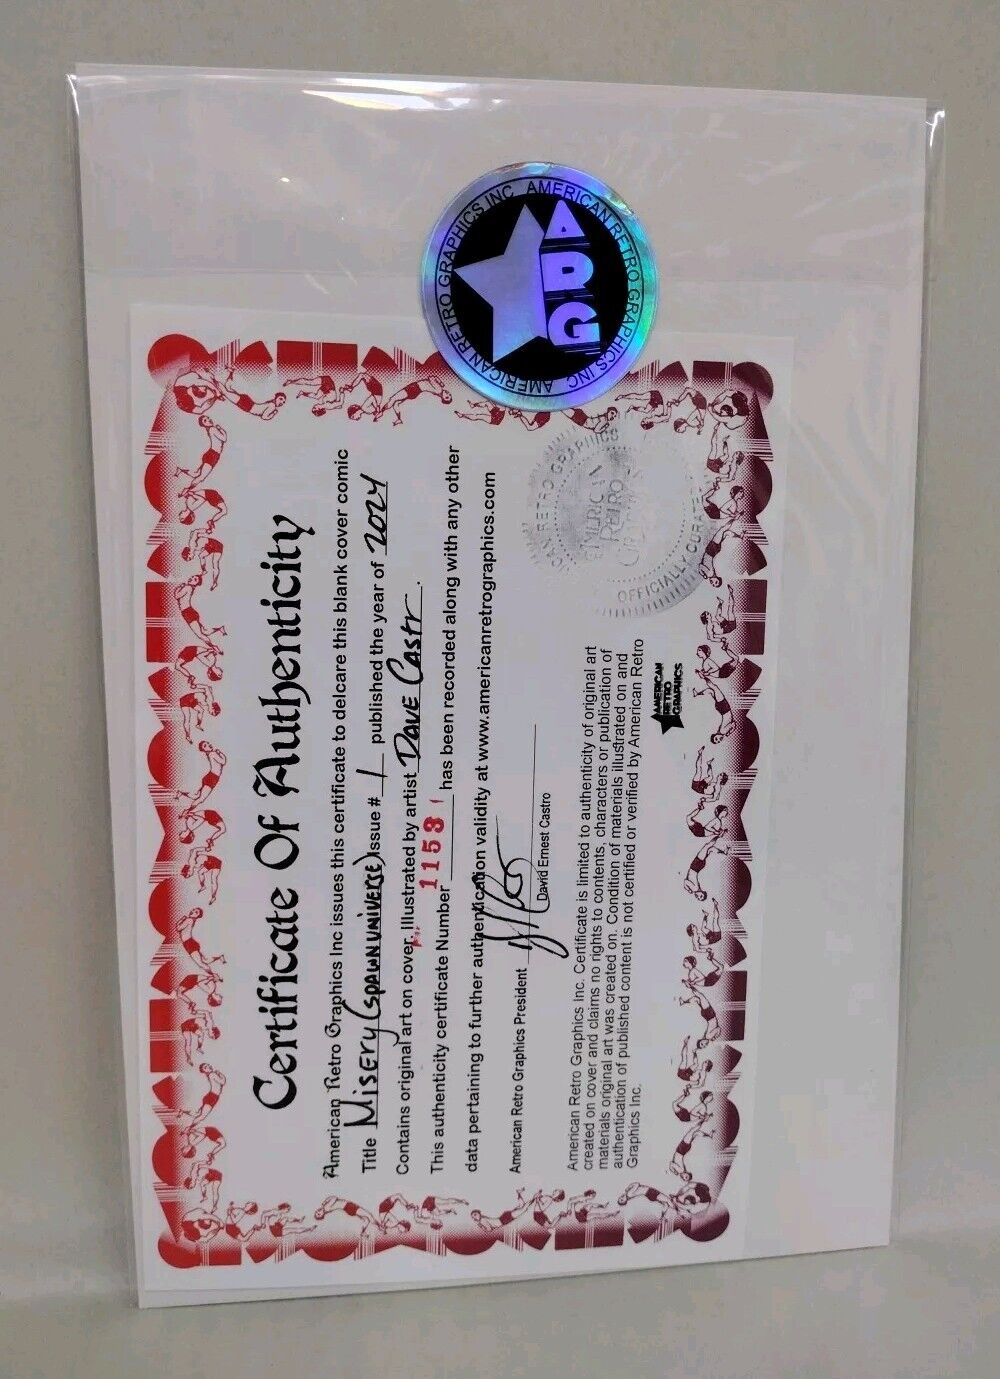 Certificate Of Authenticity
American Retro Graphics Inc issues this certificate to delcare this blank cover comic
Title Misery (Spawn Universe) Issue # 1 published the year of 2024
Contains original art on cover. Illustrated by artist Dave Castr.
This authenticity certificate Number 1153 has been recorded along with any other
data pertaining to further authentication validity at www.americanretrographics.com
American Retro Graphics President
David Ernest Castro
American Retro Graphics Inc. Certificate is limited to authenticity of original art
created on cover and claims no rights to contents, characters or publication of
materials original art was created on. Condition of materials illustrated on and
authentication of published content is not certified or verified by American Retro
Graphics Inc.
AMERICAN
RETRO
GRAPHICS
AMERICAN RETRO GRAPHICS INC. AMERICAN RETRO GRAPHICS INC.
ARG
RETRO GRAPHICS
AMERICAN
RETRO
OFFICIALLY CURATED